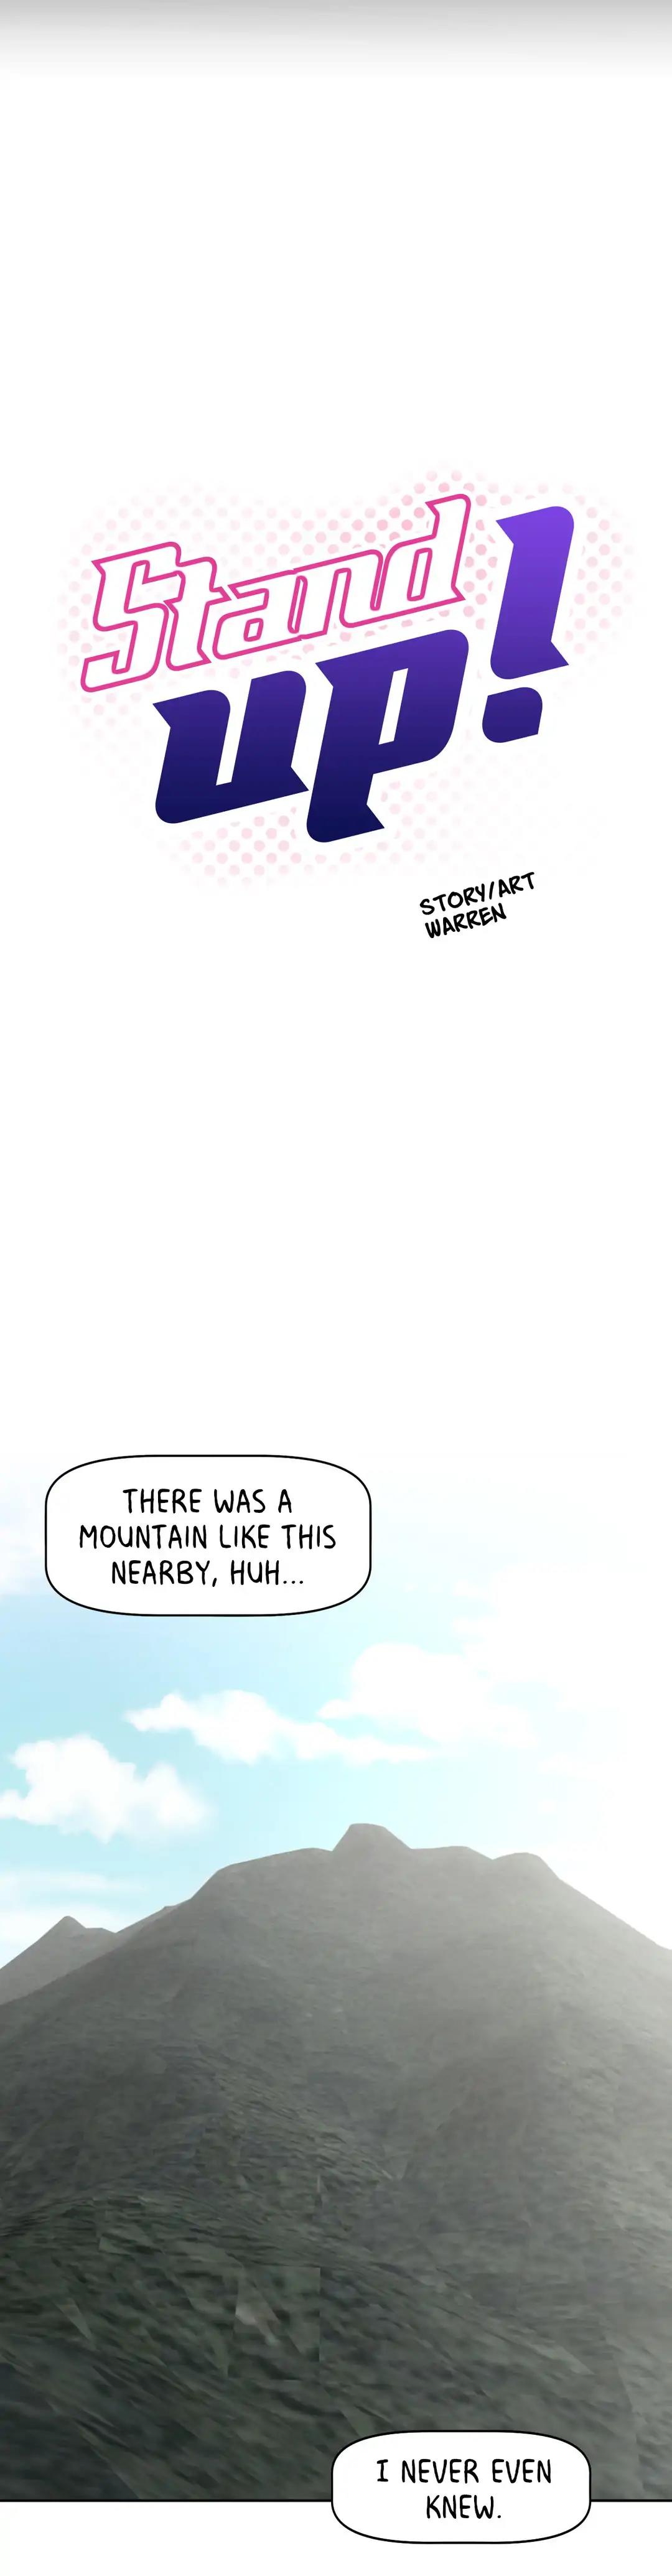 Stand
up!
STORY/ART
WARREN
THERE WAS A
MOUNTAIN LIKE THIS
NEARBY, HUH...
I NEVER EVEN
KNEW.